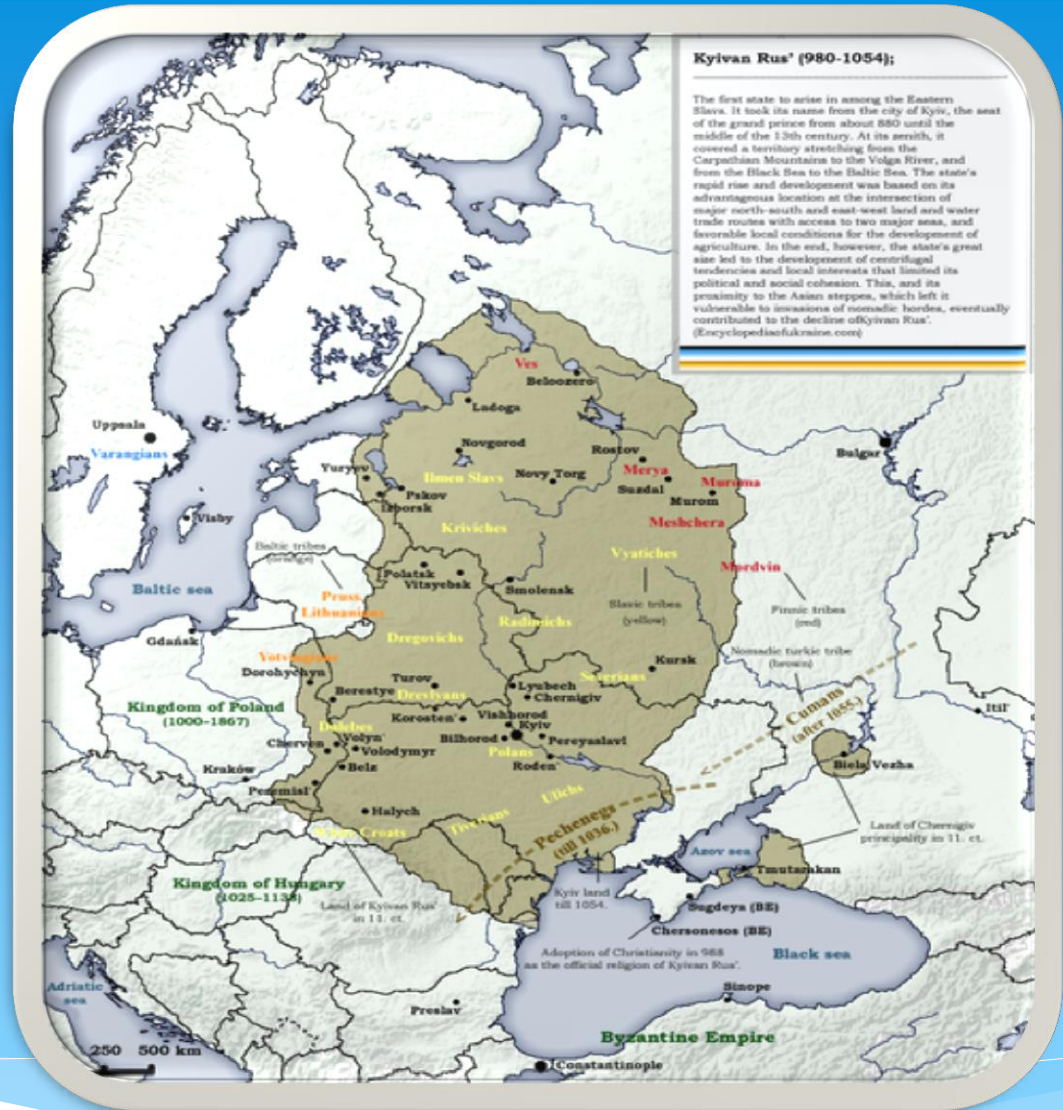 Kyivan Rus' (980-1054);
The first state to arise in among the Eastern
Slavs. It took its name from the city of Kyiv, the seat
of the grand prince from about 880 until the
middle of the 13th century. At its zenith, it
covered a territory stretching from the
Carpathian Mountains to the Volga River, and
from the Black Sea to the Baltic Sea. The state's
rapid rise and development was based on its
advantageous location at the intersection of
major north-south and east-west land and water
trade routes with access to two major seas, and
favorable local conditions for the development of
agriculture. In the end, however, the state's great
size led to the development of centrifugal
tendencies and local interests that limited its
political and social cohesion. This, and its
proximity to the Asian steppes, which left it
vulnerable to invasions of nomadic hordes, eventually
contributed to the decline ofKyivan Rus'.
(Encyclopediaofukraine.com)
Ves
Beloozero
Ladoga
Uppsala
Varangians
Novgorod
Rostov
Bulgar
Yuryev
Ilmen Slavs
Novy Torg
Merya
Suzdal
Muroma
Murom
Pskov
Izborsk
Visby
Kriviches
Meshchera
Baltic tribes
(orange)
Vyatiches
Mordvin
Polatsk
Vitayebsk
Smolensk
Baltic sea
Pruss.
Lithuanians
Slavic tribes
(yellow)
Finnic tribes
(red)
Radimichs
Gdańsk
Dregovichs
Yotvingians
Nomadic turkic tribe
(brown)
Dorohychyn
Kursk
Severians
Turov
Berestye
Drevlyans
Lyubech
Chernigiv
Kingdom of Poland
(1000-1867)
Korosten'
Vishhorod
Kyiv
Cumans
(after 1055.)
Itil'
Dulebes
Cherven
Volyn'
Volodymyr
Bilhorod
Pereyaslavl
Polans
Belz
Roden'
Biela Vezha
Kraków
Peremisl'
Halych
Ulichs
Tiverians
White Croats
Pechenegs
(till 1036.)
Land of Chernigiv
principality in 11. ct.
Azov sea
Tmutarakan
Kingdom of Hungary
(1025-1138)
Land of Kyivan Rus'
in 11. ct.
Kyiv land
till 1054.
Sugdeya (BE)
Chersonesos (BE)
Adoption of Christianity in 988
as the official religion of Kyivan Rus'.
Black sea
Adriatic
sea
Sinope
Preslav
Byzantine Empire
250 500 km
Constantinople